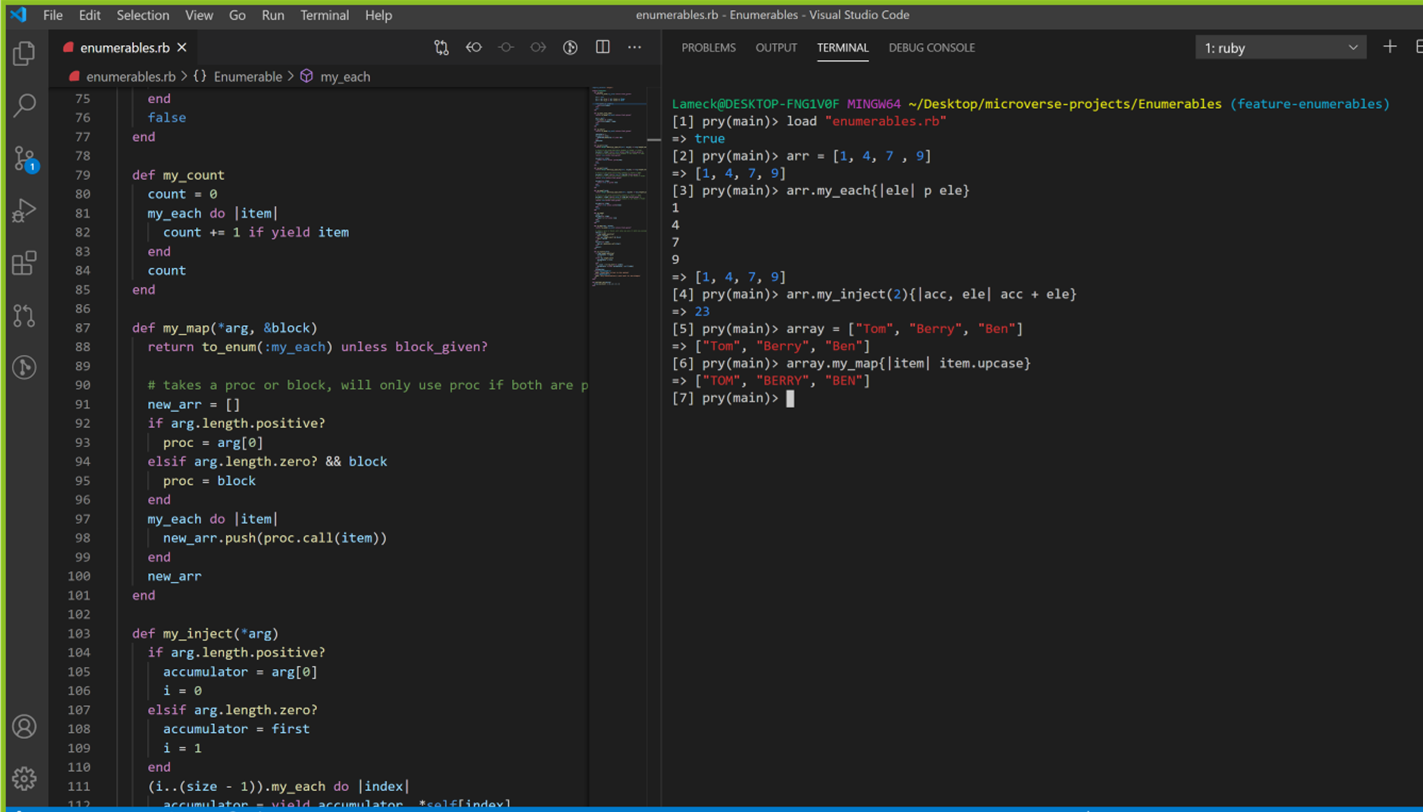 File Edit Selection View Go Run Terminal Help enumerables.rb - Enumerables - Visual Studio Code
enumerables.rb
enumerables.rb > {} Enumerable > my_each
75 end
76 false
77 end
78
79 def my_count
80 count = 0
81 my_each do |item|
82 count += 1 if yield item
83 end
84 count
85 end
86
87 def my_map(*arg, &block)
88 return to_enum(:my_each) unless block_given?
89
90 # takes a proc or block, will only use proc if both are p
91 new_arr = []
92 if arg.length.positive?
93 proc = arg[0]
94 elsif arg.length.zero? && block
95 proc = block
96 end
97 my_each do |item|
98 new_arr.push(proc.call(item))
99 end
100 new_arr
101 end
102
103 def my_inject(*arg)
104 if arg.length.positive?
105 accumulator = arg[0]
106 i = 0
107 elsif arg.length.zero?
108 accumulator = first
109 i = 1
110 end
111 (i..(size - 1)).my_each do |index|
112 accumulator = yield accumulator, *self[index]
1
PROBLEMS OUTPUT TERMINAL DEBUG CONSOLE 1: ruby
Lameck@DESKTOP-FNG1V0F MINGW64 ~/Desktop/microverse-projects/Enumerables (feature-enumerables)
[1] pry(main)> load "enumerables.rb"
=> true
[2] pry(main)> arr = [1, 4, 7 , 9]
=> [1, 4, 7, 9]
[3] pry(main)> arr.my_each{|ele| p ele}
1
4
7
9
=> [1, 4, 7, 9]
[4] pry(main)> arr.my_inject(2){|acc, ele| acc + ele}
=> 23
[5] pry(main)> array = ["Tom", "Berry", "Ben"]
=> ["Tom", "Berry", "Ben"]
[6] pry(main)> array.my_map{|item| item.upcase}
=> ["TOM", "BERRY", "BEN"]
[7] pry(main)>